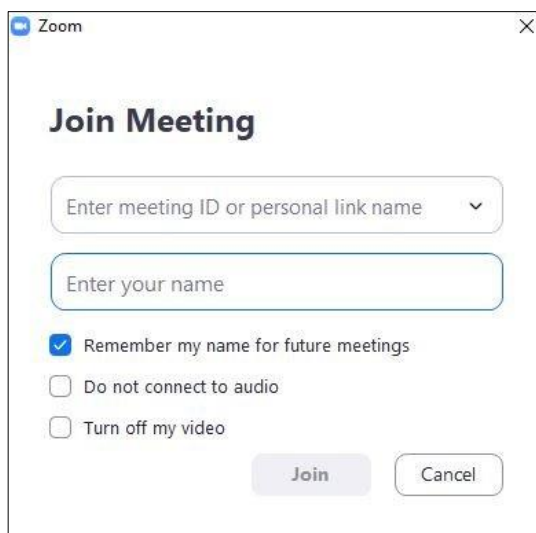 Zoom
Join Meeting
Enter meeting ID or personal link name
Enter your name
Remember my name for future meetings
Do not connect to audio
Turn off my video
Join Cancel